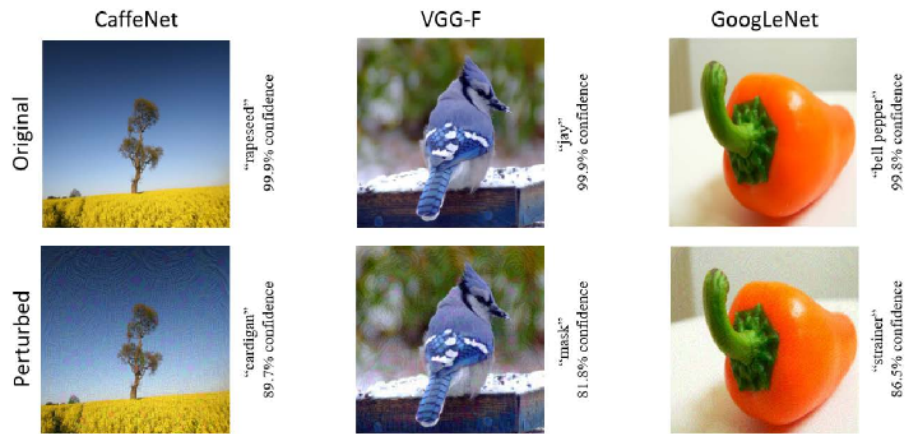 CaffeNet
VGG-F
GoogLeNet
Original
"rapeseed"
99.9% confidence
"jay"
99.9% confidence
"bell pepper"
99.8% confidence
Perturbed
"cardigan"
89.7% confidence
"mask"
81.8% confidence
"strainer"
86.5% confidence